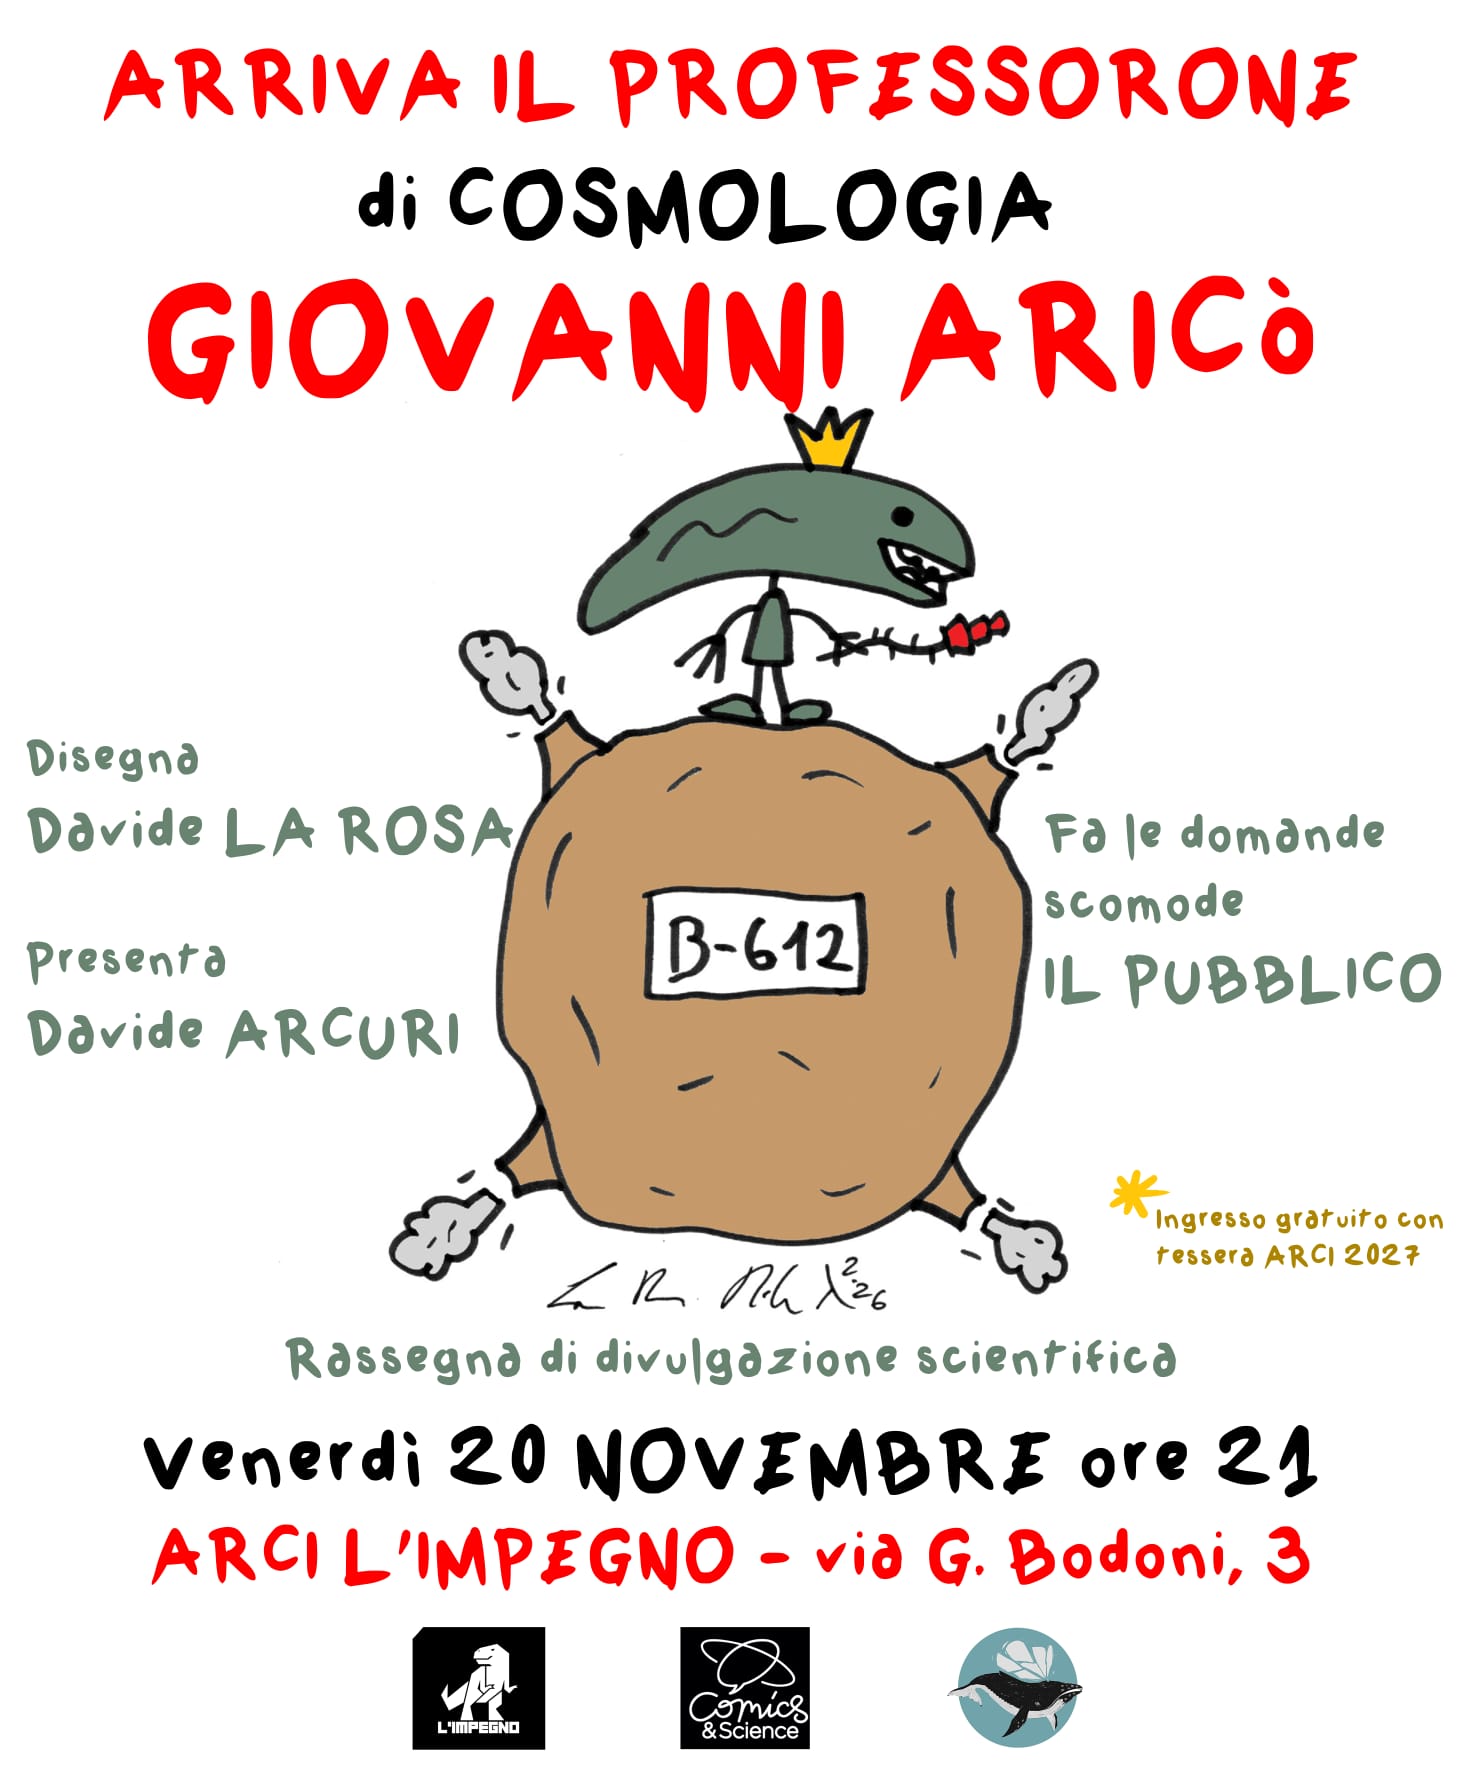 ARRIVA IL PROFESSORONE
di COSMOLOGIA
GIOVANNI ARICÒ
Disegna
Davide LA ROSA
Presenta
Davide ARCURI
B-612
Fa le domande
scomode
IL PUBBLICO
Ingresso gratuito con
tessera ARCI 2027
Rassegna di divulgazione scientifica
Venerdì 20 NOVEMBRE ore 21
ARCI L'IMPEGNO - via G. Bodoni, 3
L'IMPEGNO
Comics
& Science